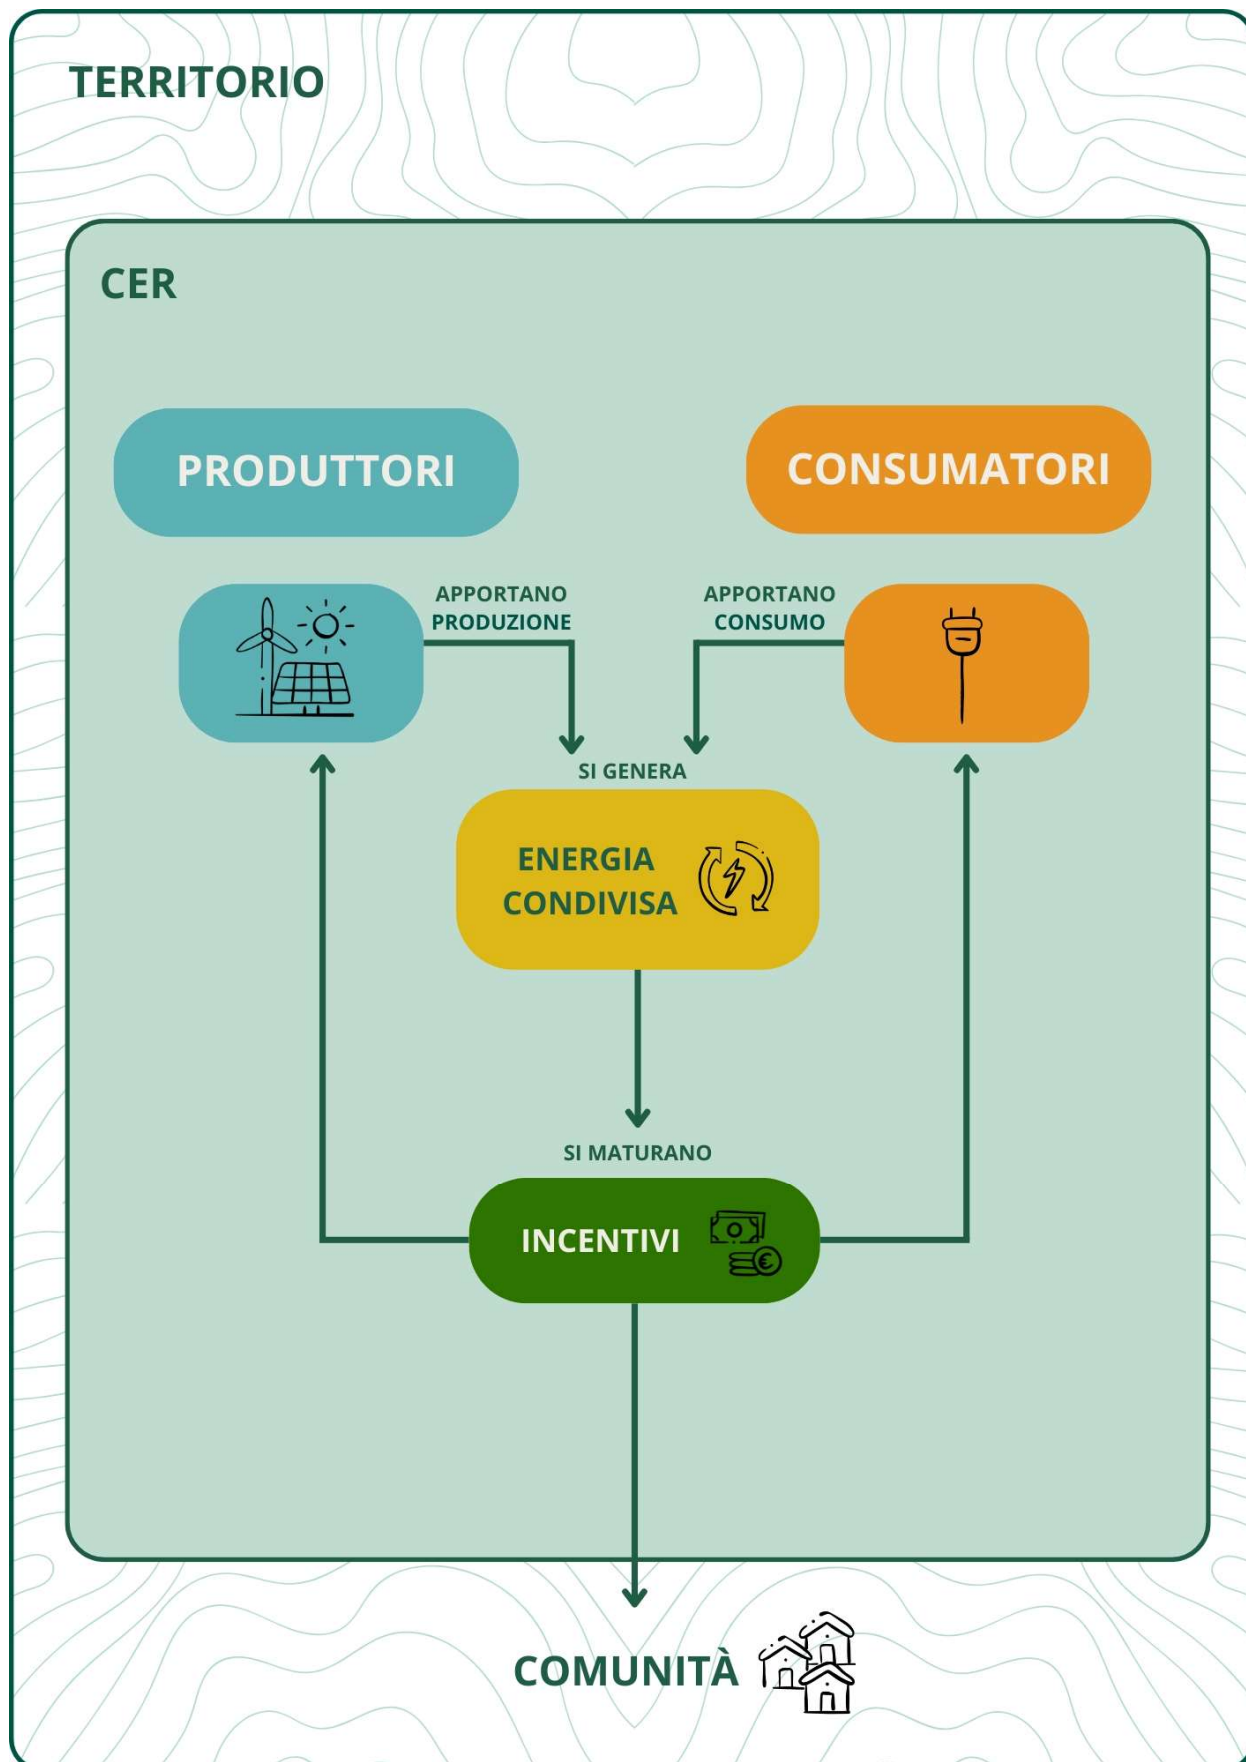 TERRITORIO
CER
PRODUTTORI
CONSUMATORI
APPORTANO
PRODUZIONE
APPORTANO
CONSUMO
SI GENERA
ENERGIA
CONDIVISA
SI MATURANO
INCENTIVI
€
COMUNITÀ